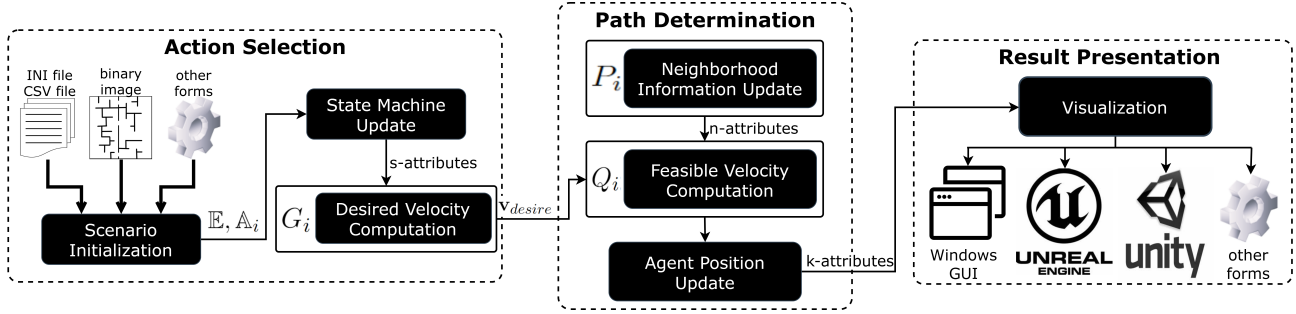 Action Selection
INI file
CSV file
binary
image
other
forms
Scenario
Initialization
𝔼, 𝔸i
State Machine
Update
s-attributes
Gi
Desired Velocity
Computation
vdesire
Path Determination
Pi
Neighborhood
Information Update
n-attributes
Qi
Feasible Velocity
Computation
Agent Position
Update
k-attributes
Result Presentation
Visualization
Windows
GUI
UNREAL
ENGINE
unity
other
forms